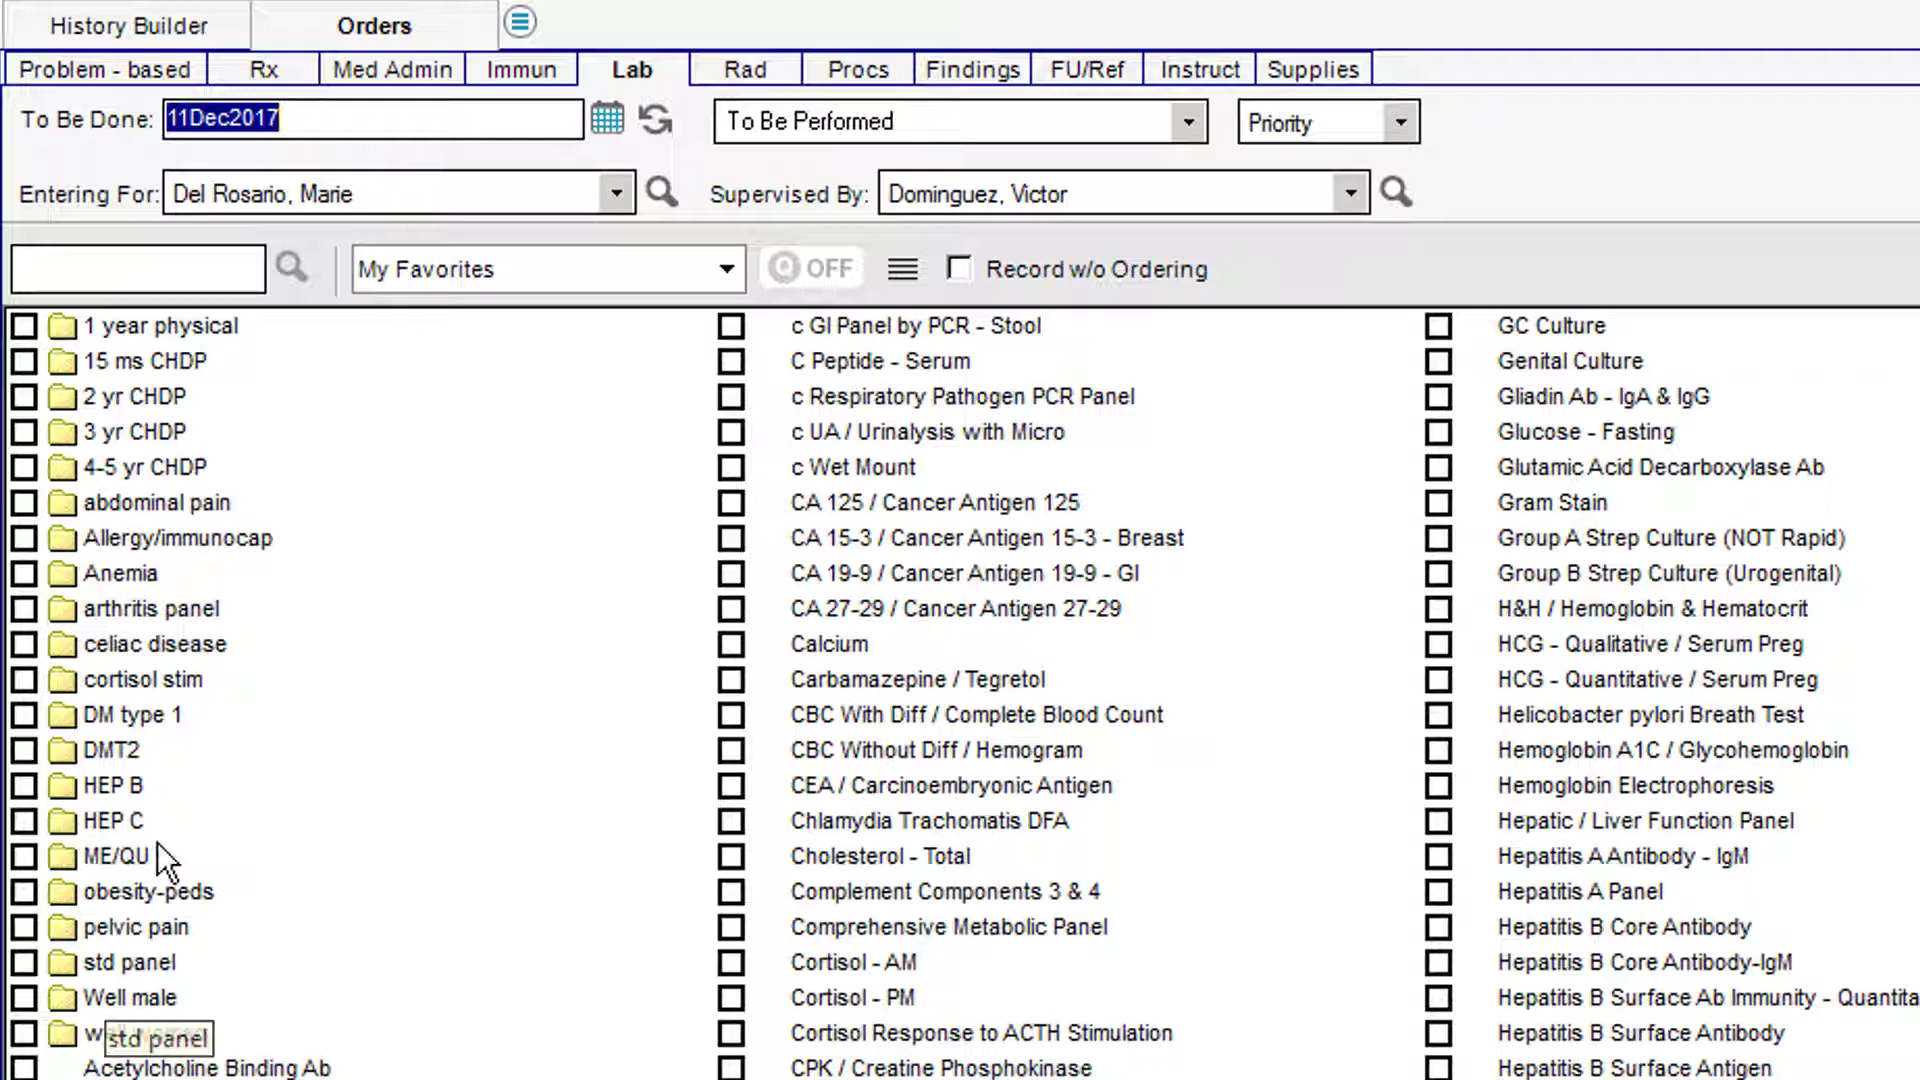 History Builder Orders
Problem - based Rx Med Admin Immun Lab Rad Procs Findings FU/Ref Instruct Supplies
To Be Done: 11Dec2017 To Be Performed Priority
Entering For: Del Rosario, Marie Supervised By: Dominguez, Victor
My Favorites OFF Record w/o Ordering
1 year physical
15 ms CHDP
2 yr CHDP
3 yr CHDP
4-5 yr CHDP
abdominal pain
Allergy/immunocap
Anemia
arthritis panel
celiac disease
cortisol stim
DM type 1
DMT2
HEP B
HEP C
ME/QU
obesity-peds
pelvic pain
std panel
Well male
std panel
Acetylcholine Binding Ab
c GI Panel by PCR - Stool
C Peptide - Serum
c Respiratory Pathogen PCR Panel
c UA / Urinalysis with Micro
c Wet Mount
CA 125 / Cancer Antigen 125
CA 15-3 / Cancer Antigen 15-3 - Breast
CA 19-9 / Cancer Antigen 19-9 - GI
CA 27-29 / Cancer Antigen 27-29
Calcium
Carbamazepine / Tegretol
CBC With Diff / Complete Blood Count
CBC Without Diff / Hemogram
CEA / Carcinoembryonic Antigen
Chlamydia Trachomatis DFA
Cholesterol - Total
Complement Components 3 & 4
Comprehensive Metabolic Panel
Cortisol - AM
Cortisol - PM
Cortisol Response to ACTH Stimulation
CPK / Creatine Phosphokinase
GC Culture
Genital Culture
Gliadin Ab - IgA & IgG
Glucose - Fasting
Glutamic Acid Decarboxylase Ab
Gram Stain
Group A Strep Culture (NOT Rapid)
Group B Strep Culture (Urogenital)
H&H / Hemoglobin & Hematocrit
HCG - Qualitative / Serum Preg
HCG - Quantitative / Serum Preg
Helicobacter pylori Breath Test
Hemoglobin A1C / Glycohemoglobin
Hemoglobin Electrophoresis
Hepatic / Liver Function Panel
Hepatitis A Antibody - IgM
Hepatitis A Panel
Hepatitis B Core Antibody
Hepatitis B Core Antibody-IgM
Hepatitis B Surface Ab Immunity - Quantita
Hepatitis B Surface Antibody
Hepatitis B Surface Antigen